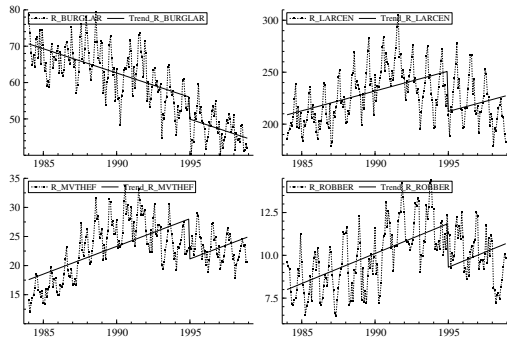 R_BURGLAR Trend_R_BURGLAR
80
70
60
50
1985 1990 1995
R_LARCEN Trend_R_LARCEN
300
250
200
1985 1990 1995
R_MVTHEF Trend_R_MVTHEF
35
30
25
20
15
1985 1990 1995
R_ROBBER Trend_R_ROBBER
12.5
10.0
7.5
1985 1990 1995